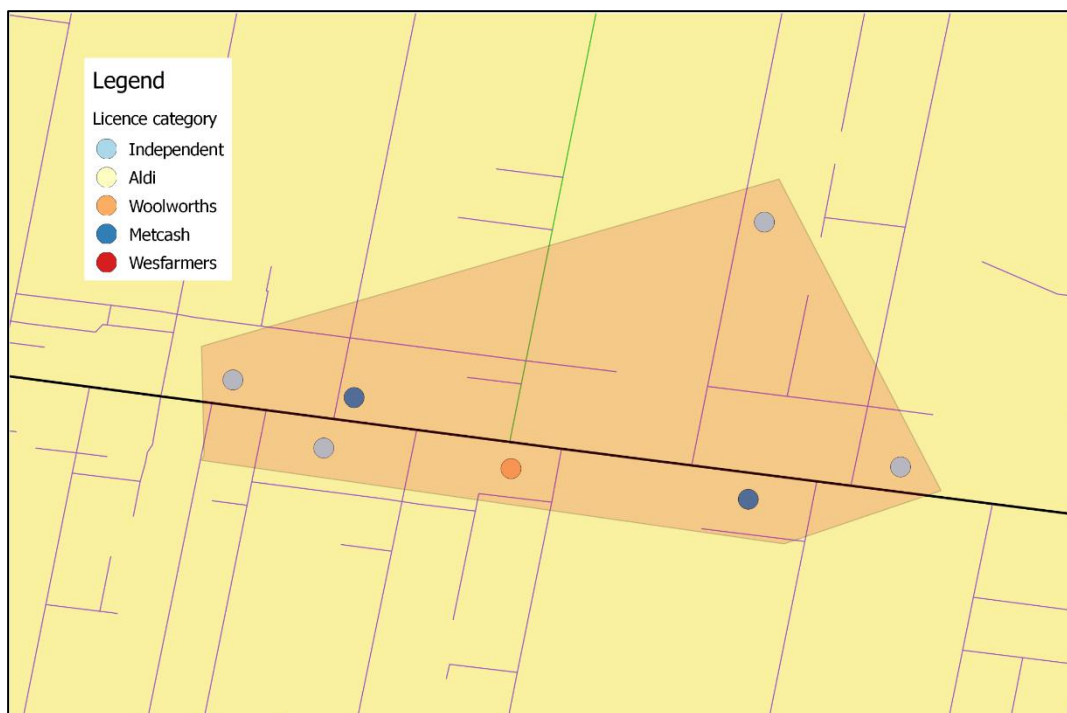 Legend
Licence category
Independent
Aldi
Woolworths
Metcash
Wesfarmers